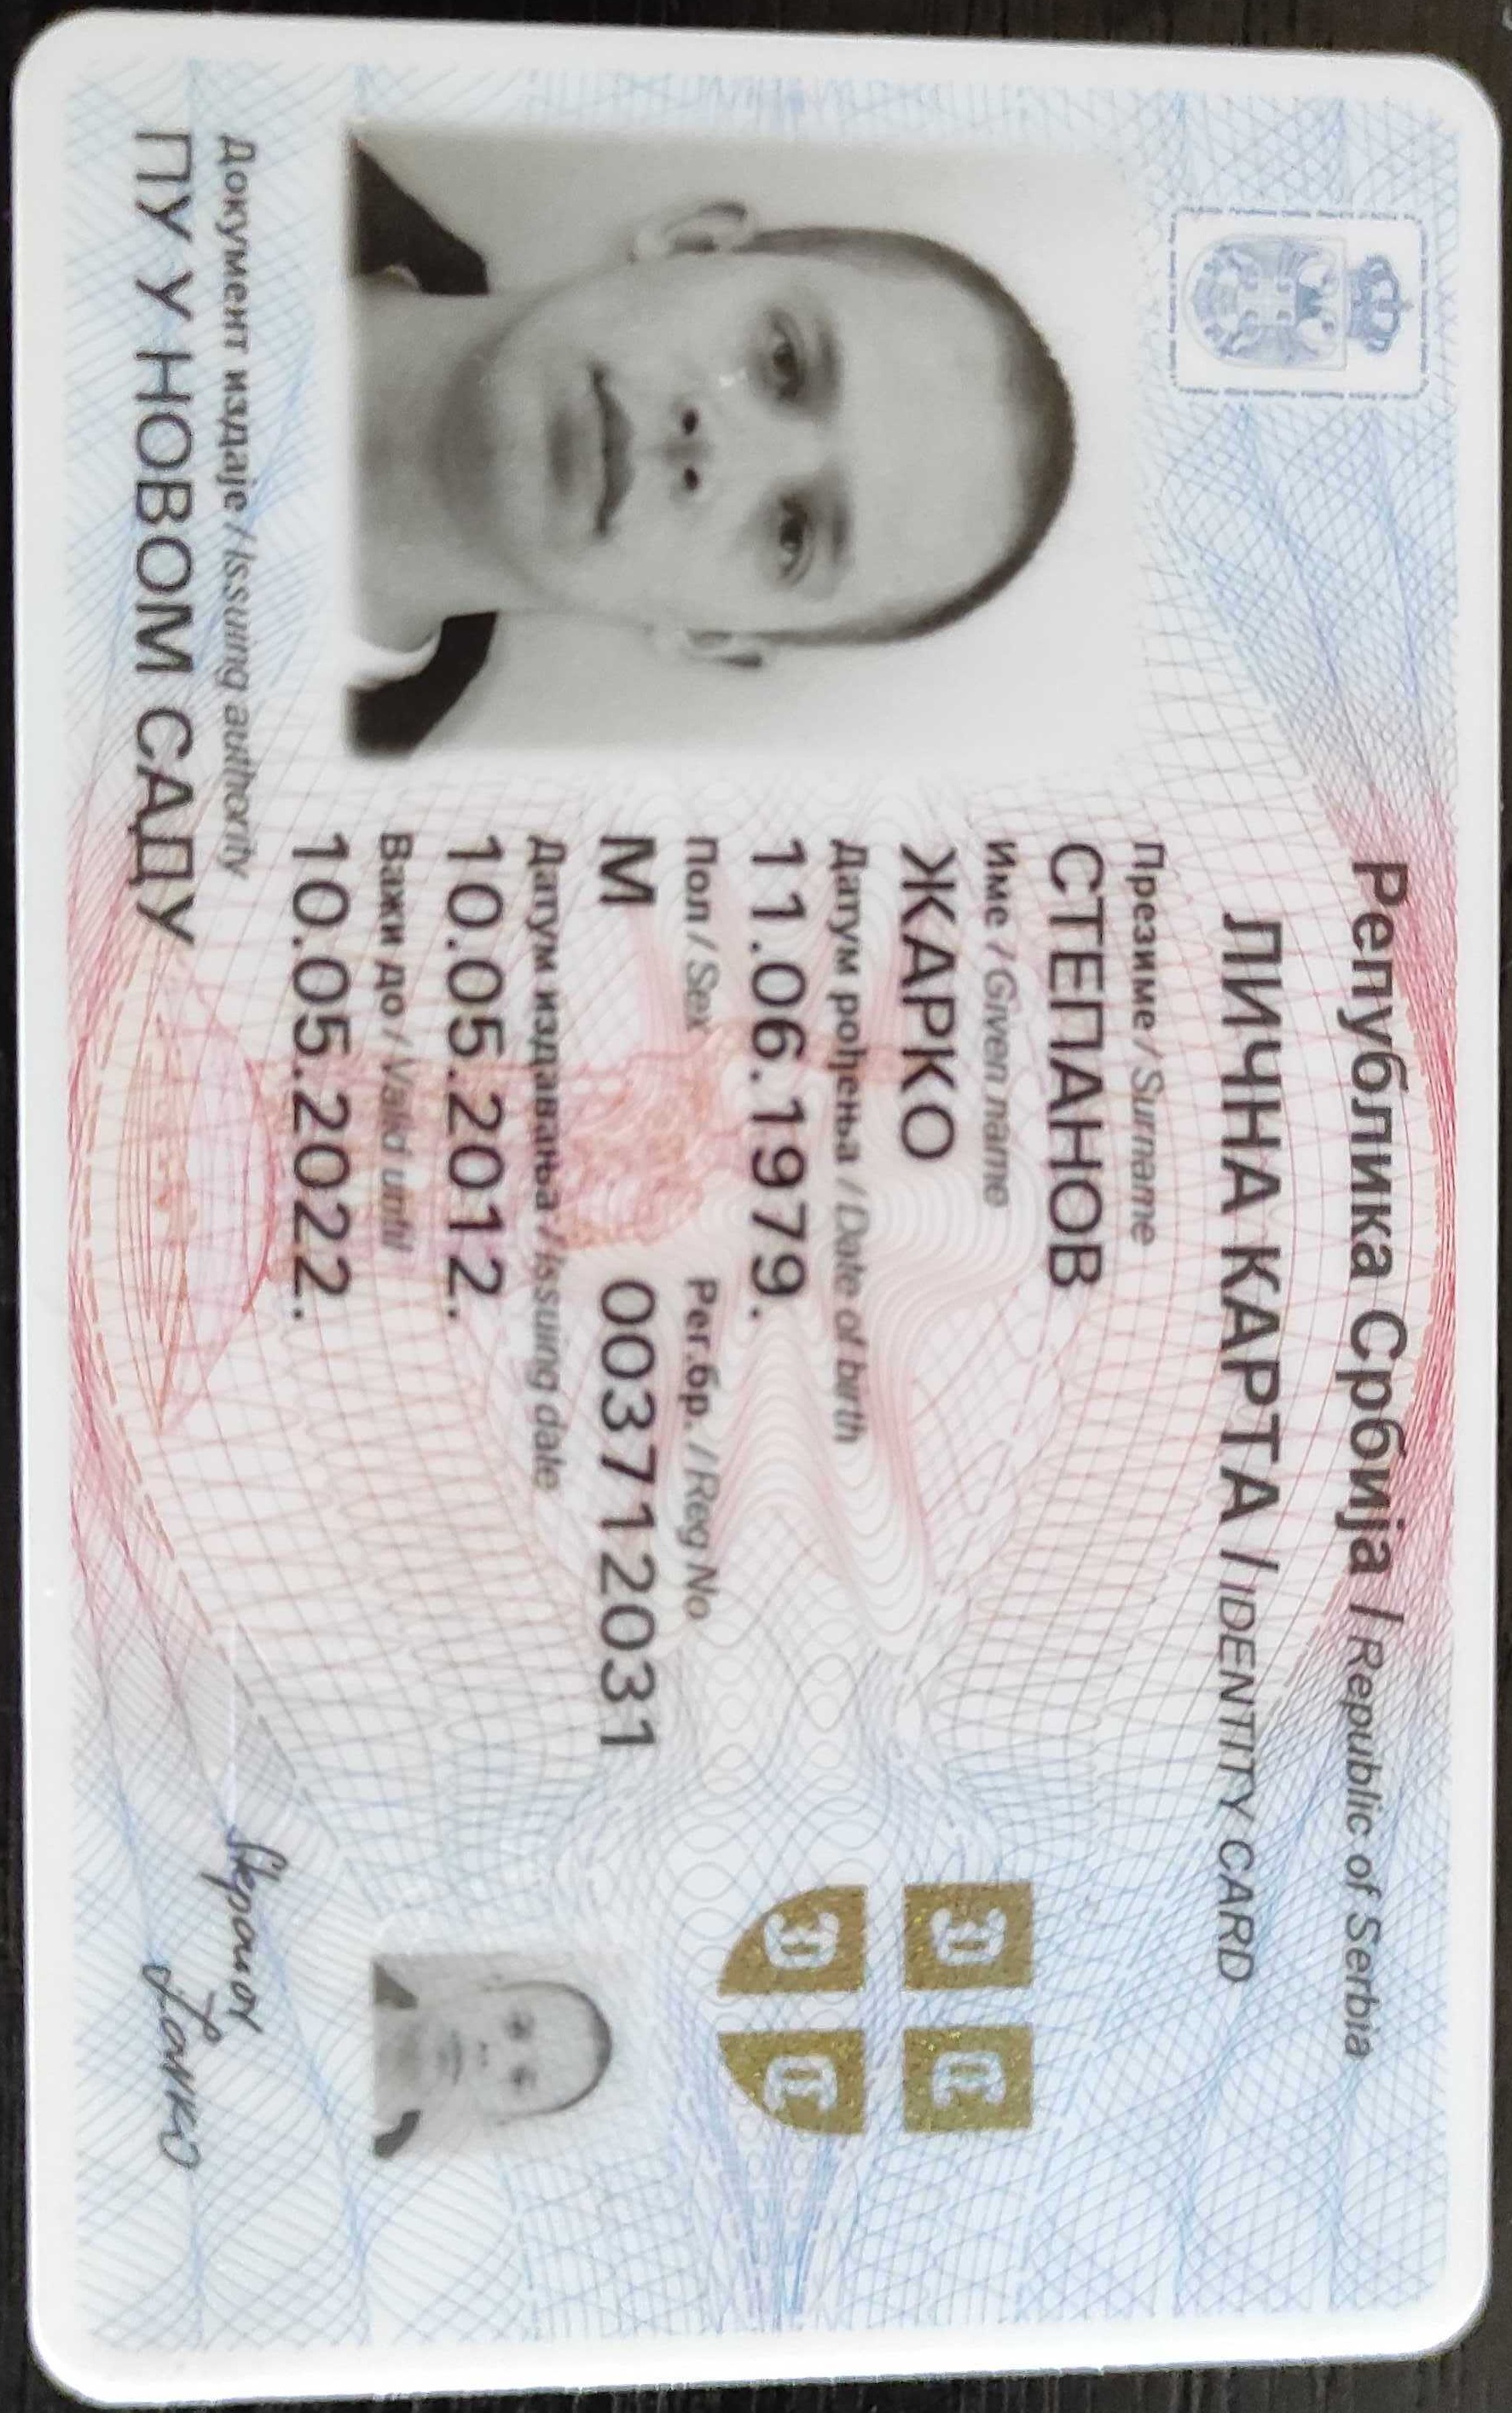 Република Србија / Republic of Serbia
ЛИЧНА КАРТА / IDENTITY CARD
Презиме / Surname
СТЕПАНОВ
Име / Given name
ЖАРКО
Датум рођења / Date of birth
11.06.1979.
Пол / Sex Рег.бр. / Reg No
М 003712031
Датум издавања / Issuing date
10.05.2012.
Важи до / Valid until
10.05.2022.
Документ издаје / Issuing authority
ПУ У НОВОМ САДУ
Stepanov
Žarko